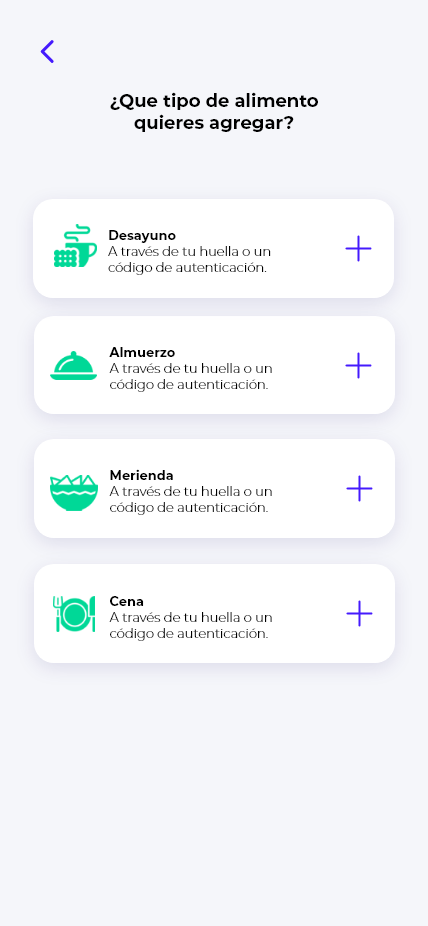 ¿Que tipo de alimento
quieres agregar?
Desayuno
A través de tu huella o un
código de autenticación.
Almuerzo
A través de tu huella o un
código de autenticación.
Merienda
A través de tu huella o un
código de autenticación.
Cena
A través de tu huella o un
código de autenticación.